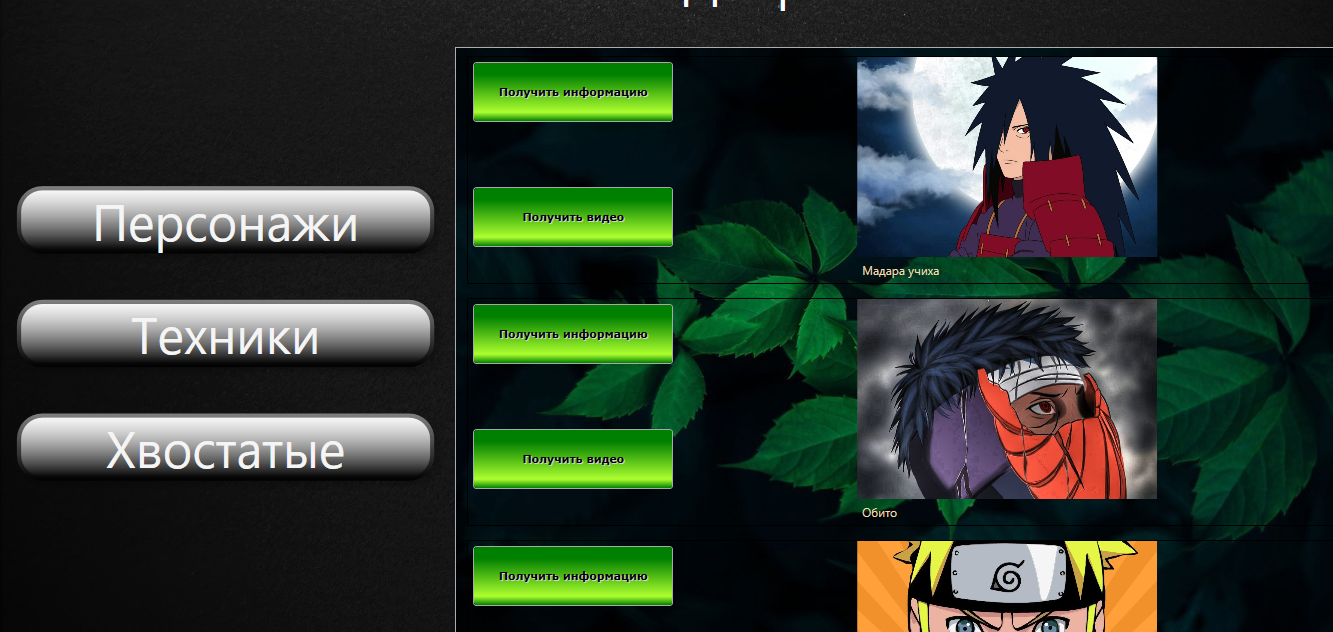 Персонажи
Техники
Хвостатые
Получить информацию
Получить видео
Мадара учиха
Получить информацию
Получить видео
Обито
Получить информацию